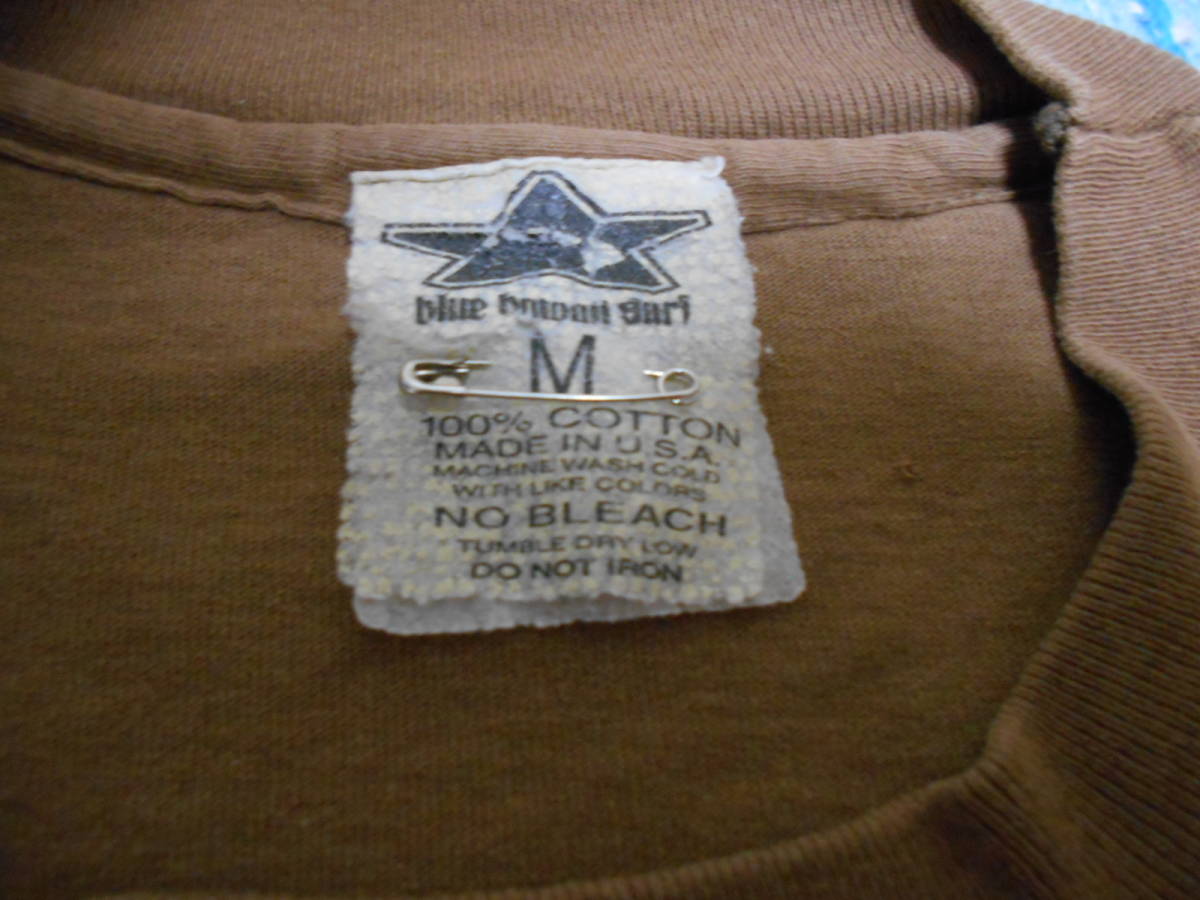 blue hawaii surf
M
100% COTTON
MADE IN U.S.A.
MACHINE WASH COLD
WITH LIKE COLORS
NO BLEACH
TUMBLE DRY LOW
DO NOT IRON